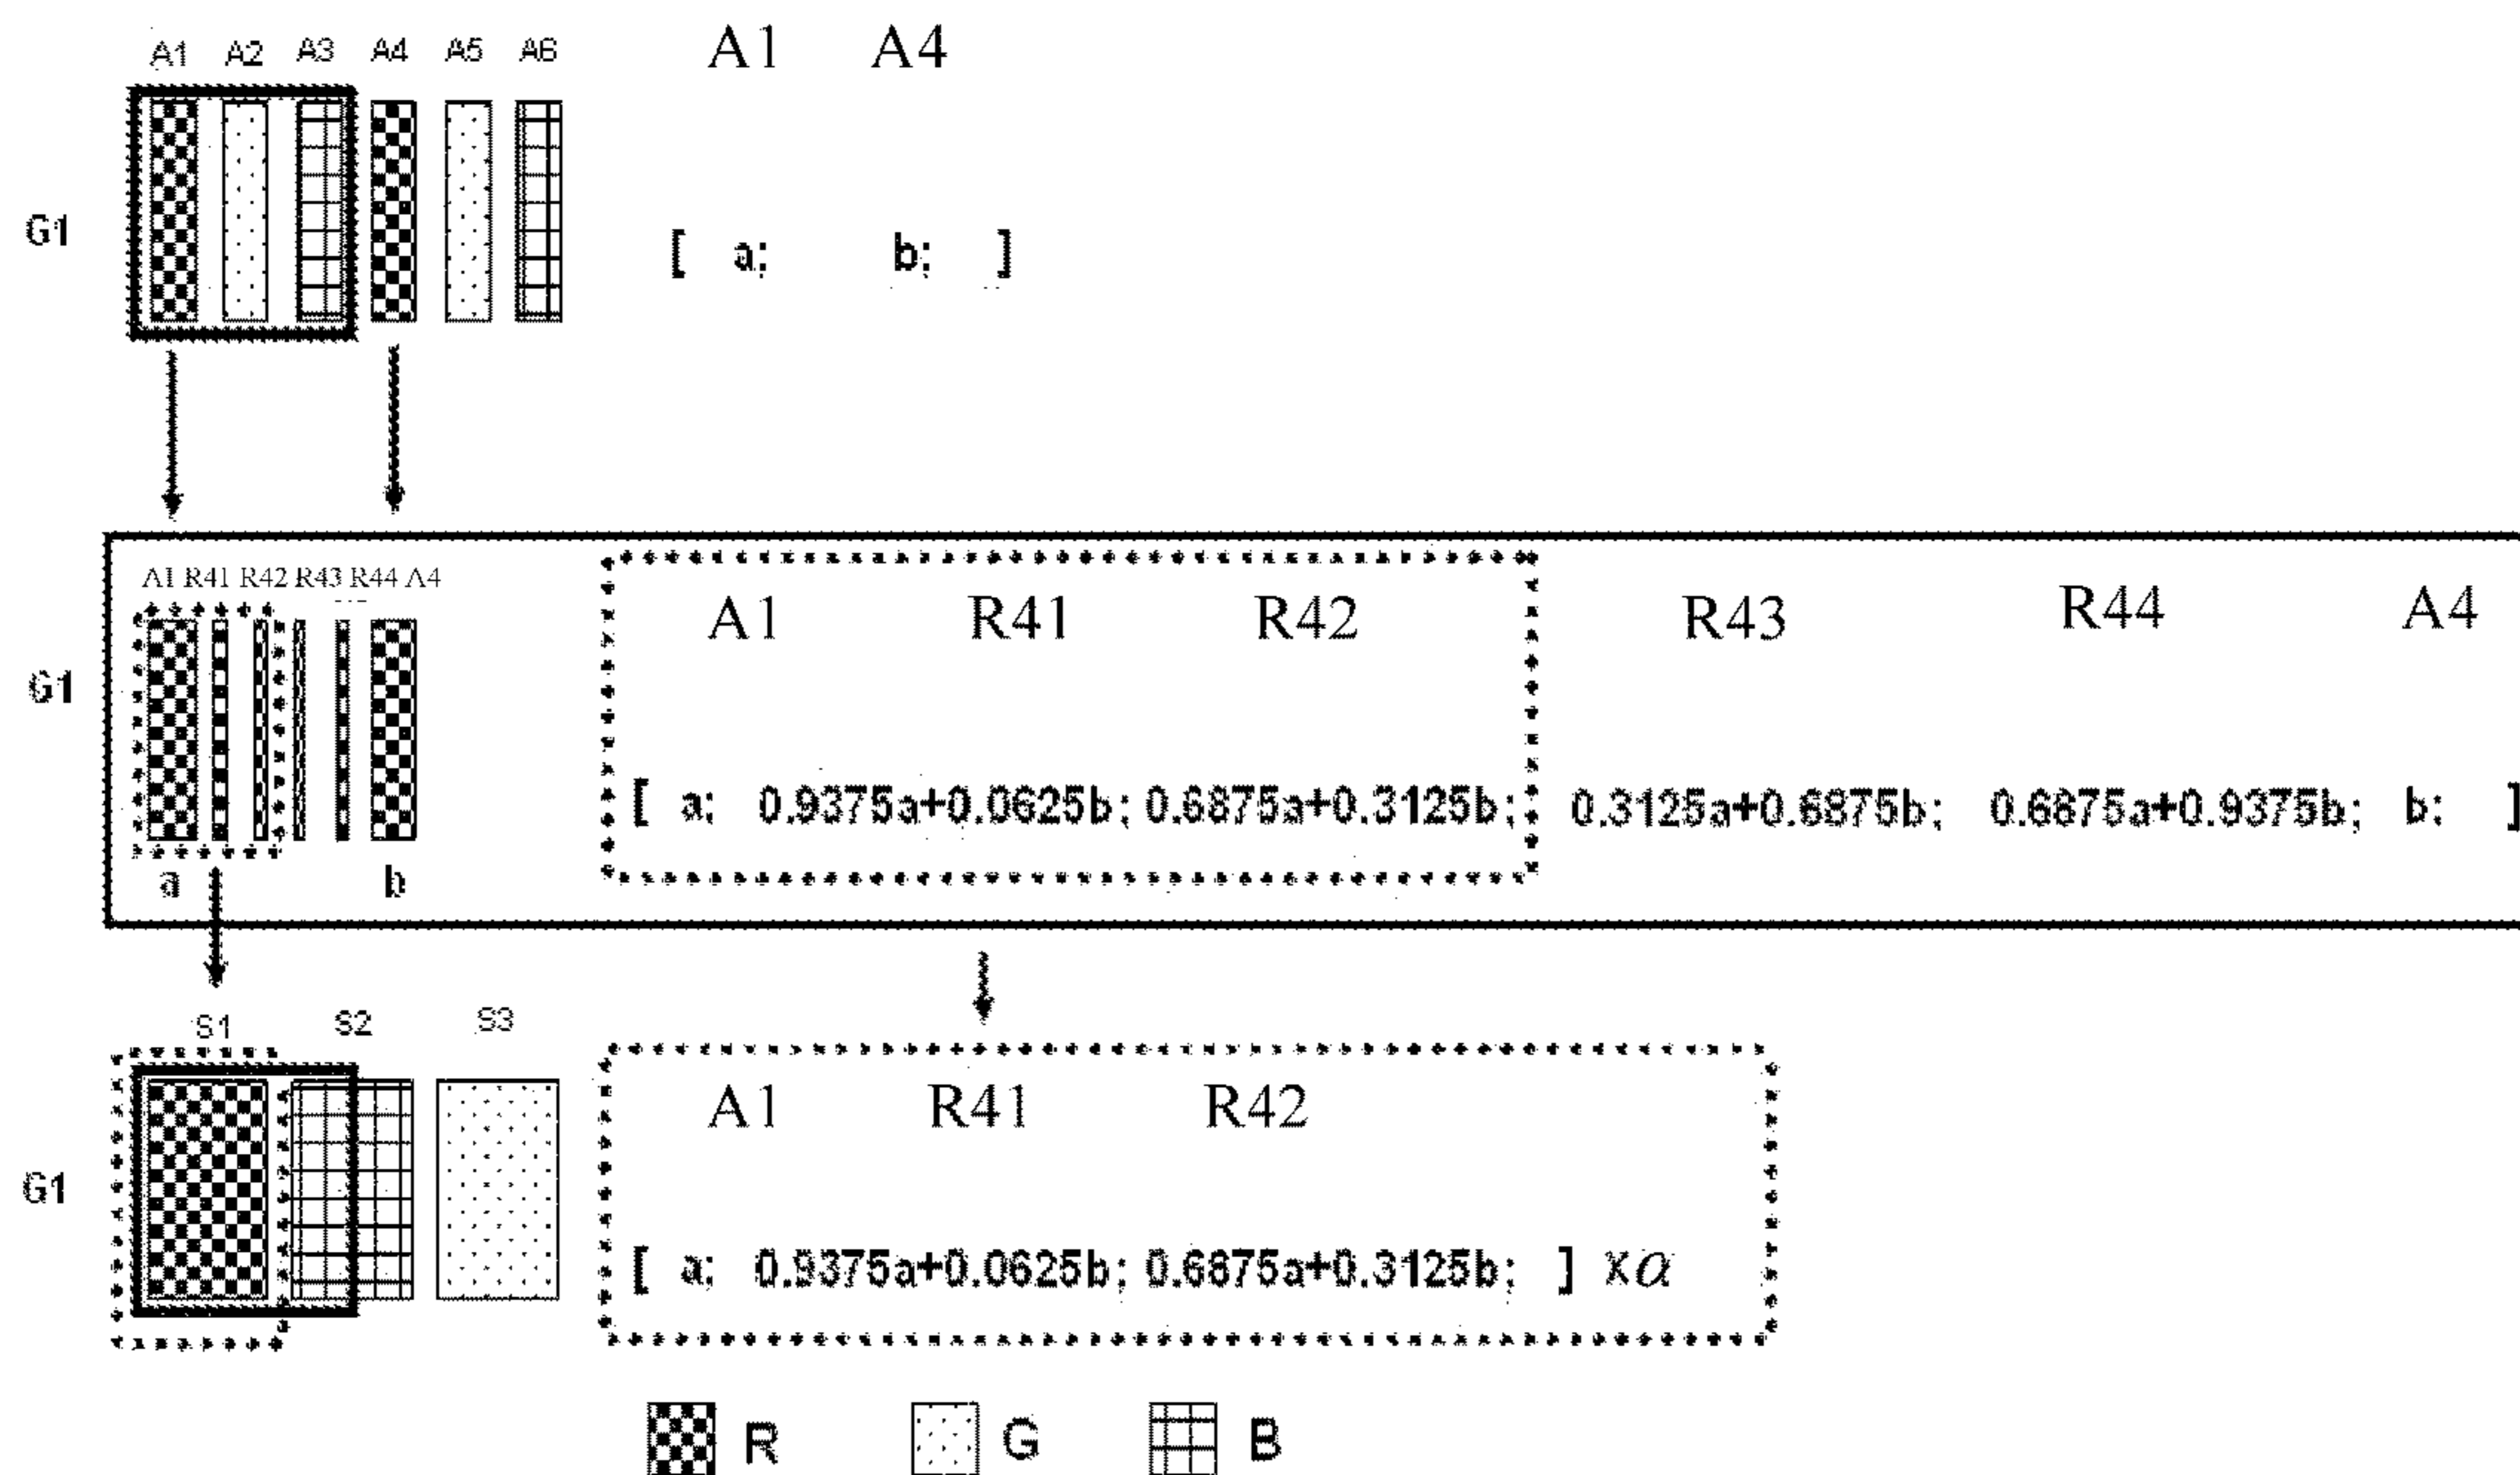 A1 A2 A3 A4 A5 A6 A1 A4
G1 [ a; b; ]
A1 R41 R42 R43 R44 A4 A1 R41 R42 R43 R44 A4
G1 [ a; 0.9375a+0.0625b; 0.6875a+0.3125b; 0.3125a+0.6875b; 0.6675a+0.9375b; b; ]
a b
S1 S2 S3 A1 R41 R42
G1 [ a; 0.9375a+0.0625b; 0.6875a+0.3125b; ] xα
R G B